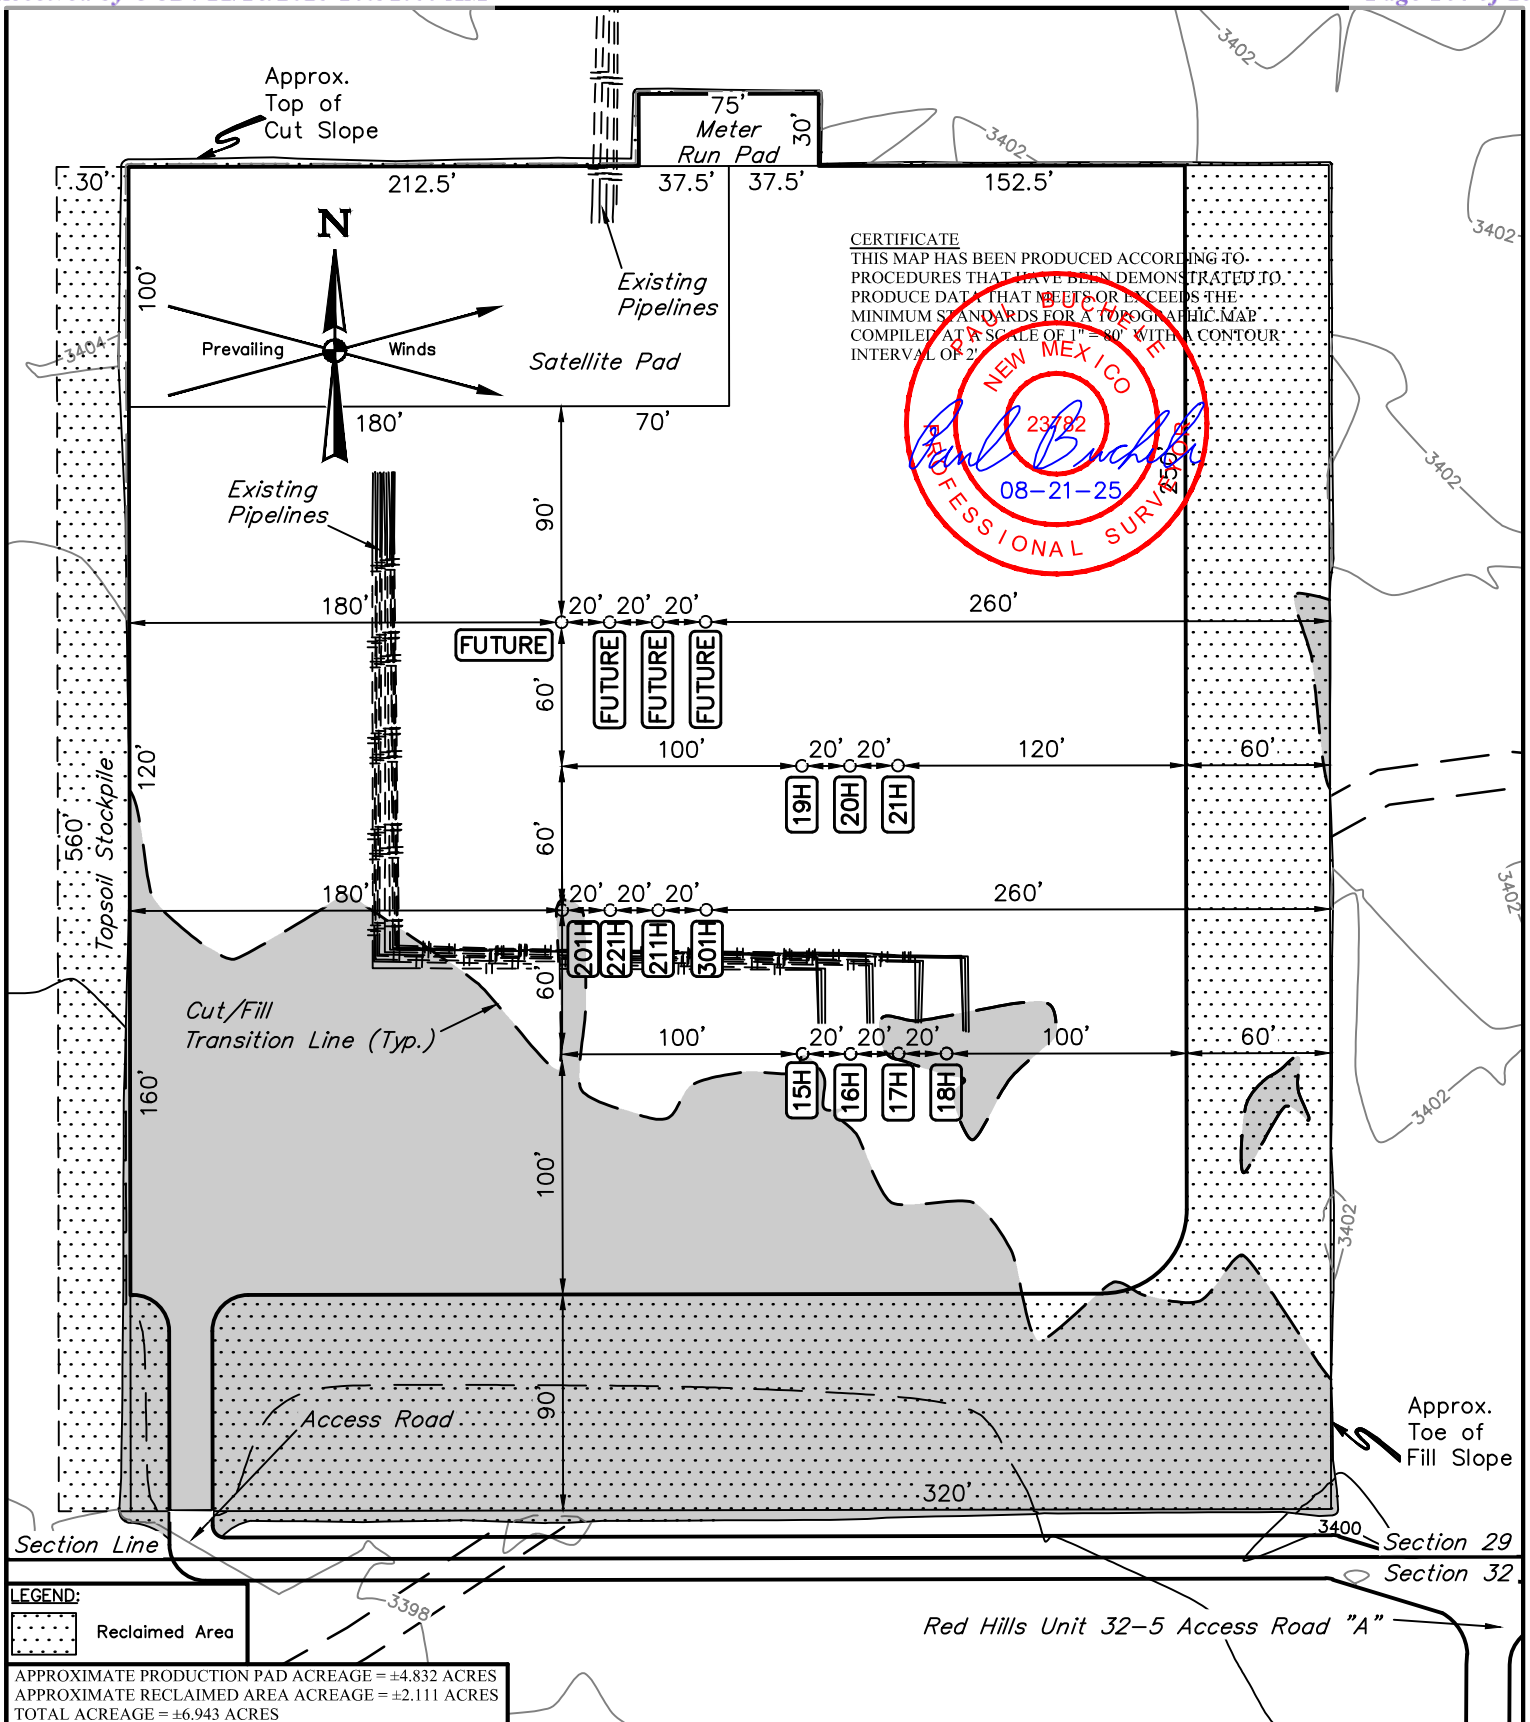 Approx.
Top of
Cut Slope
75'
Meter
Run Pad
30'
3402
3402
30'
212.5'
37.5'
37.5'
152.5'
N
100'
Prevailing
Winds
Existing
Pipelines
Satellite Pad
3404
3402
CERTIFICATE
THIS MAP HAS BEEN PRODUCED ACCORDING TO
PROCEDURES THAT HAVE BEEN DEMONSTRATED TO
PRODUCE DATA THAT MEETS OR EXCEEDS THE
MINIMUM STANDARDS FOR A TOPOGRAPHIC MAP
COMPILED AT A SCALE OF 1" = 80' WITH A CONTOUR
INTERVAL OF 2'
PAUL BUCHELE
NEW MEXICO
23782
PROFESSIONAL SURVEYOR
Paul Buchele
08-21-25
180'
70'
Existing
Pipelines
90'
3402
180'
20'
20'
20'
260'
FUTURE
FUTURE
FUTURE
FUTURE
60'
100'
20'
20'
120'
60'
19H
20H
21H
120'
Topsoil Stockpile
560'
60'
180'
20'
20'
20'
260'
201H
221H
211H
301H
3402
60'
Cut/Fill
Transition Line (Typ.)
100'
20'
20'
20'
100'
60'
15H
16H
17H
18H
160'
3402
100'
3402
90'
Access Road
320'
Approx.
Toe of
Fill Slope
Section Line
3400
Section 29
Section 32
3398
Red Hills Unit 32-5 Access Road "A"
LEGEND:
Reclaimed Area
APPROXIMATE PRODUCTION PAD ACREAGE = ±4.832 ACRES
APPROXIMATE RECLAIMED AREA ACREAGE = ±2.111 ACRES
TOTAL ACREAGE = ±6.943 ACRES